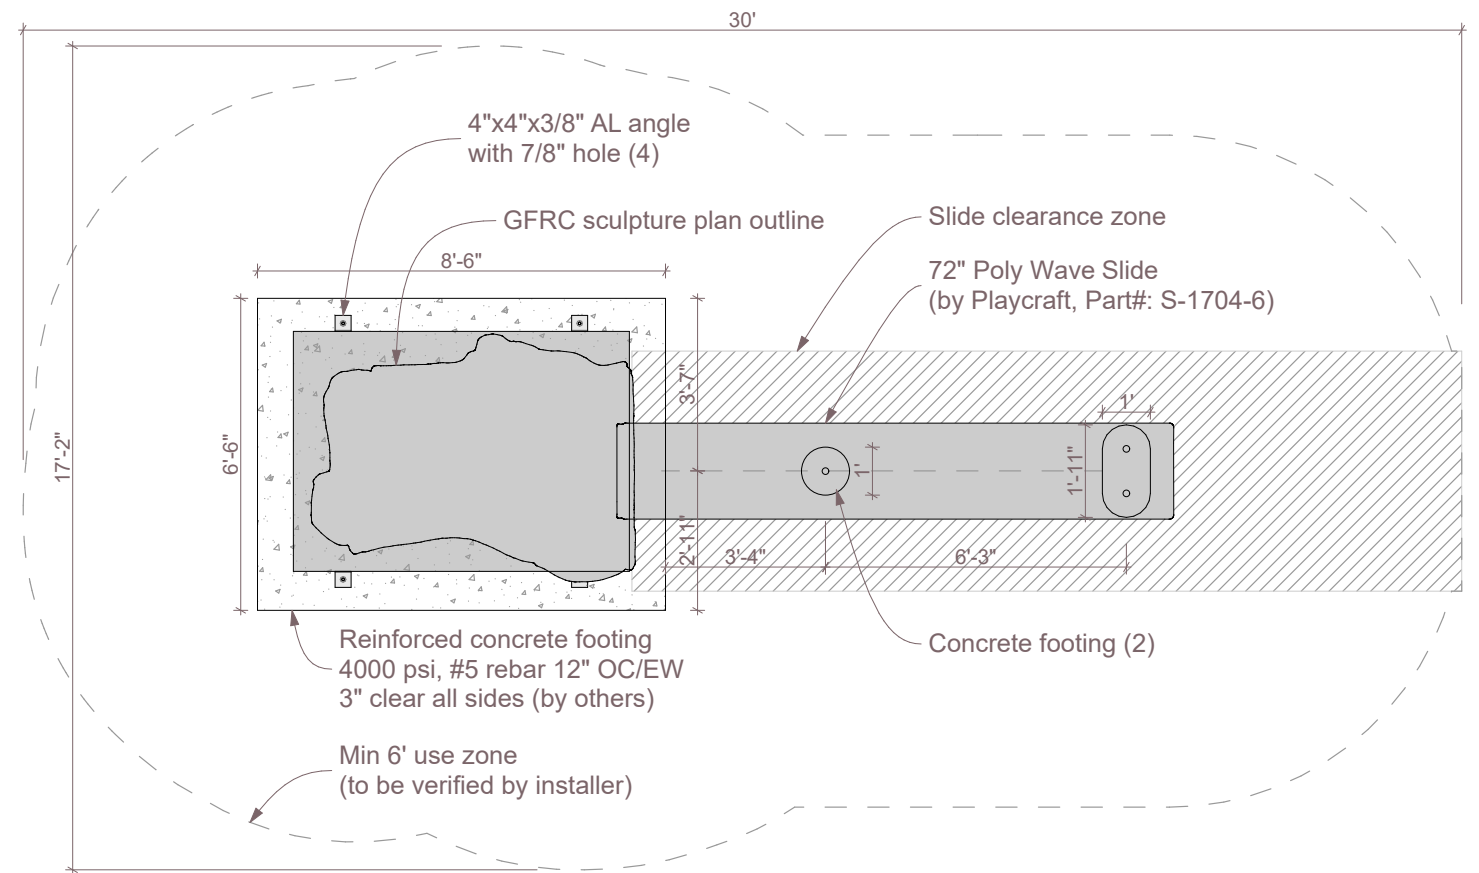 30'
4"x4"x3/8" AL angle
with 7/8" hole (4)
GFRC sculpture plan outline
Slide clearance zone
8'-6"
72" Poly Wave Slide
(by Playcraft, Part#: S-1704-6)
3'-7"
1'
17'-2"
6'-6"
1'
1'-11"
2'-11"
3'-4"
6'-3"
Reinforced concrete footing
4000 psi, #5 rebar 12" OC/EW
3" clear all sides (by others)
Concrete footing (2)
Min 6' use zone
(to be verified by installer)